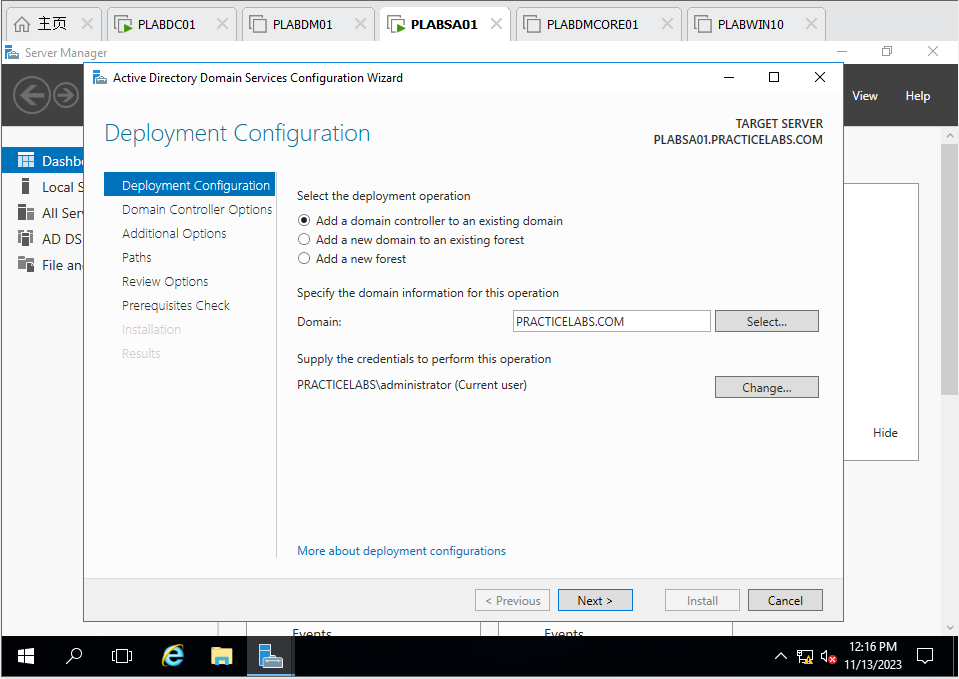 主页
PLABDC01
PLABDM01
PLABSA01
PLABDMCORE01
PLABWIN10
Server Manager
View
Help
Active Directory Domain Services Configuration Wizard
Deployment Configuration
TARGET SERVER
PLABSA01.PRACTICELABS.COM
Dashbo
Local S
All Ser
AD DS
File an
Deployment Configuration
Domain Controller Options
Additional Options
Paths
Review Options
Prerequisites Check
Installation
Results
Select the deployment operation
Add a domain controller to an existing domain
Add a new domain to an existing forest
Add a new forest
Specify the domain information for this operation
Domain:
PRACTICELABS.COM
Select...
Supply the credentials to perform this operation
PRACTICELABS\administrator (Current user)
Change...
Hide
More about deployment configurations
< Previous
Next >
Install
Cancel
Events
Events
12:16 PM
11/13/2023